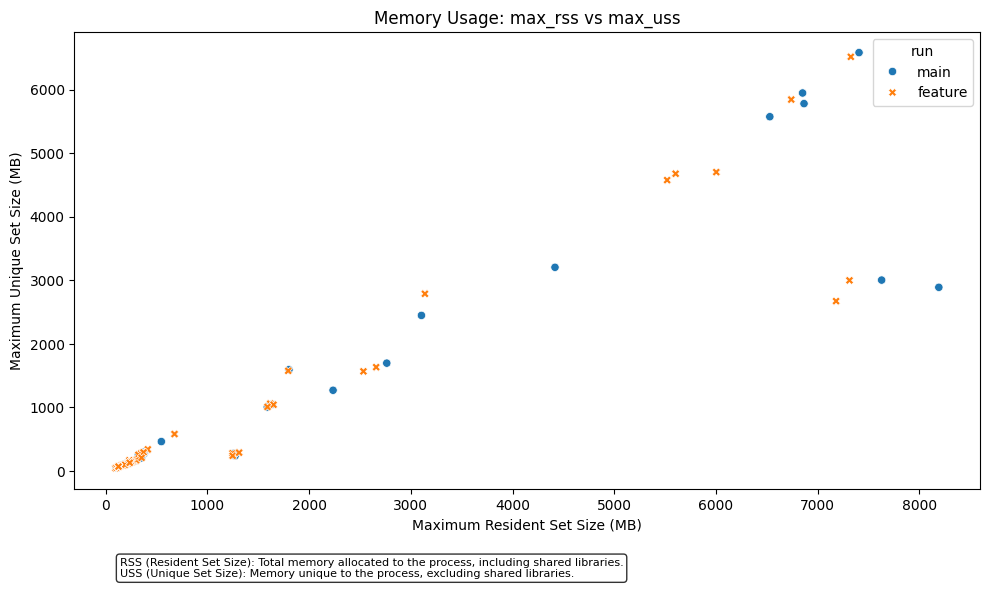 Memory Usage: max_rss vs max_uss
run
main
feature
Maximum Unique Set Size (MB)
6000
5000
4000
3000
2000
1000
0
0 1000 2000 3000 4000 5000 6000 7000 8000
Maximum Resident Set Size (MB)
RSS (Resident Set Size): Total memory allocated to the process, including shared libraries.
USS (Unique Set Size): Memory unique to the process, excluding shared libraries.